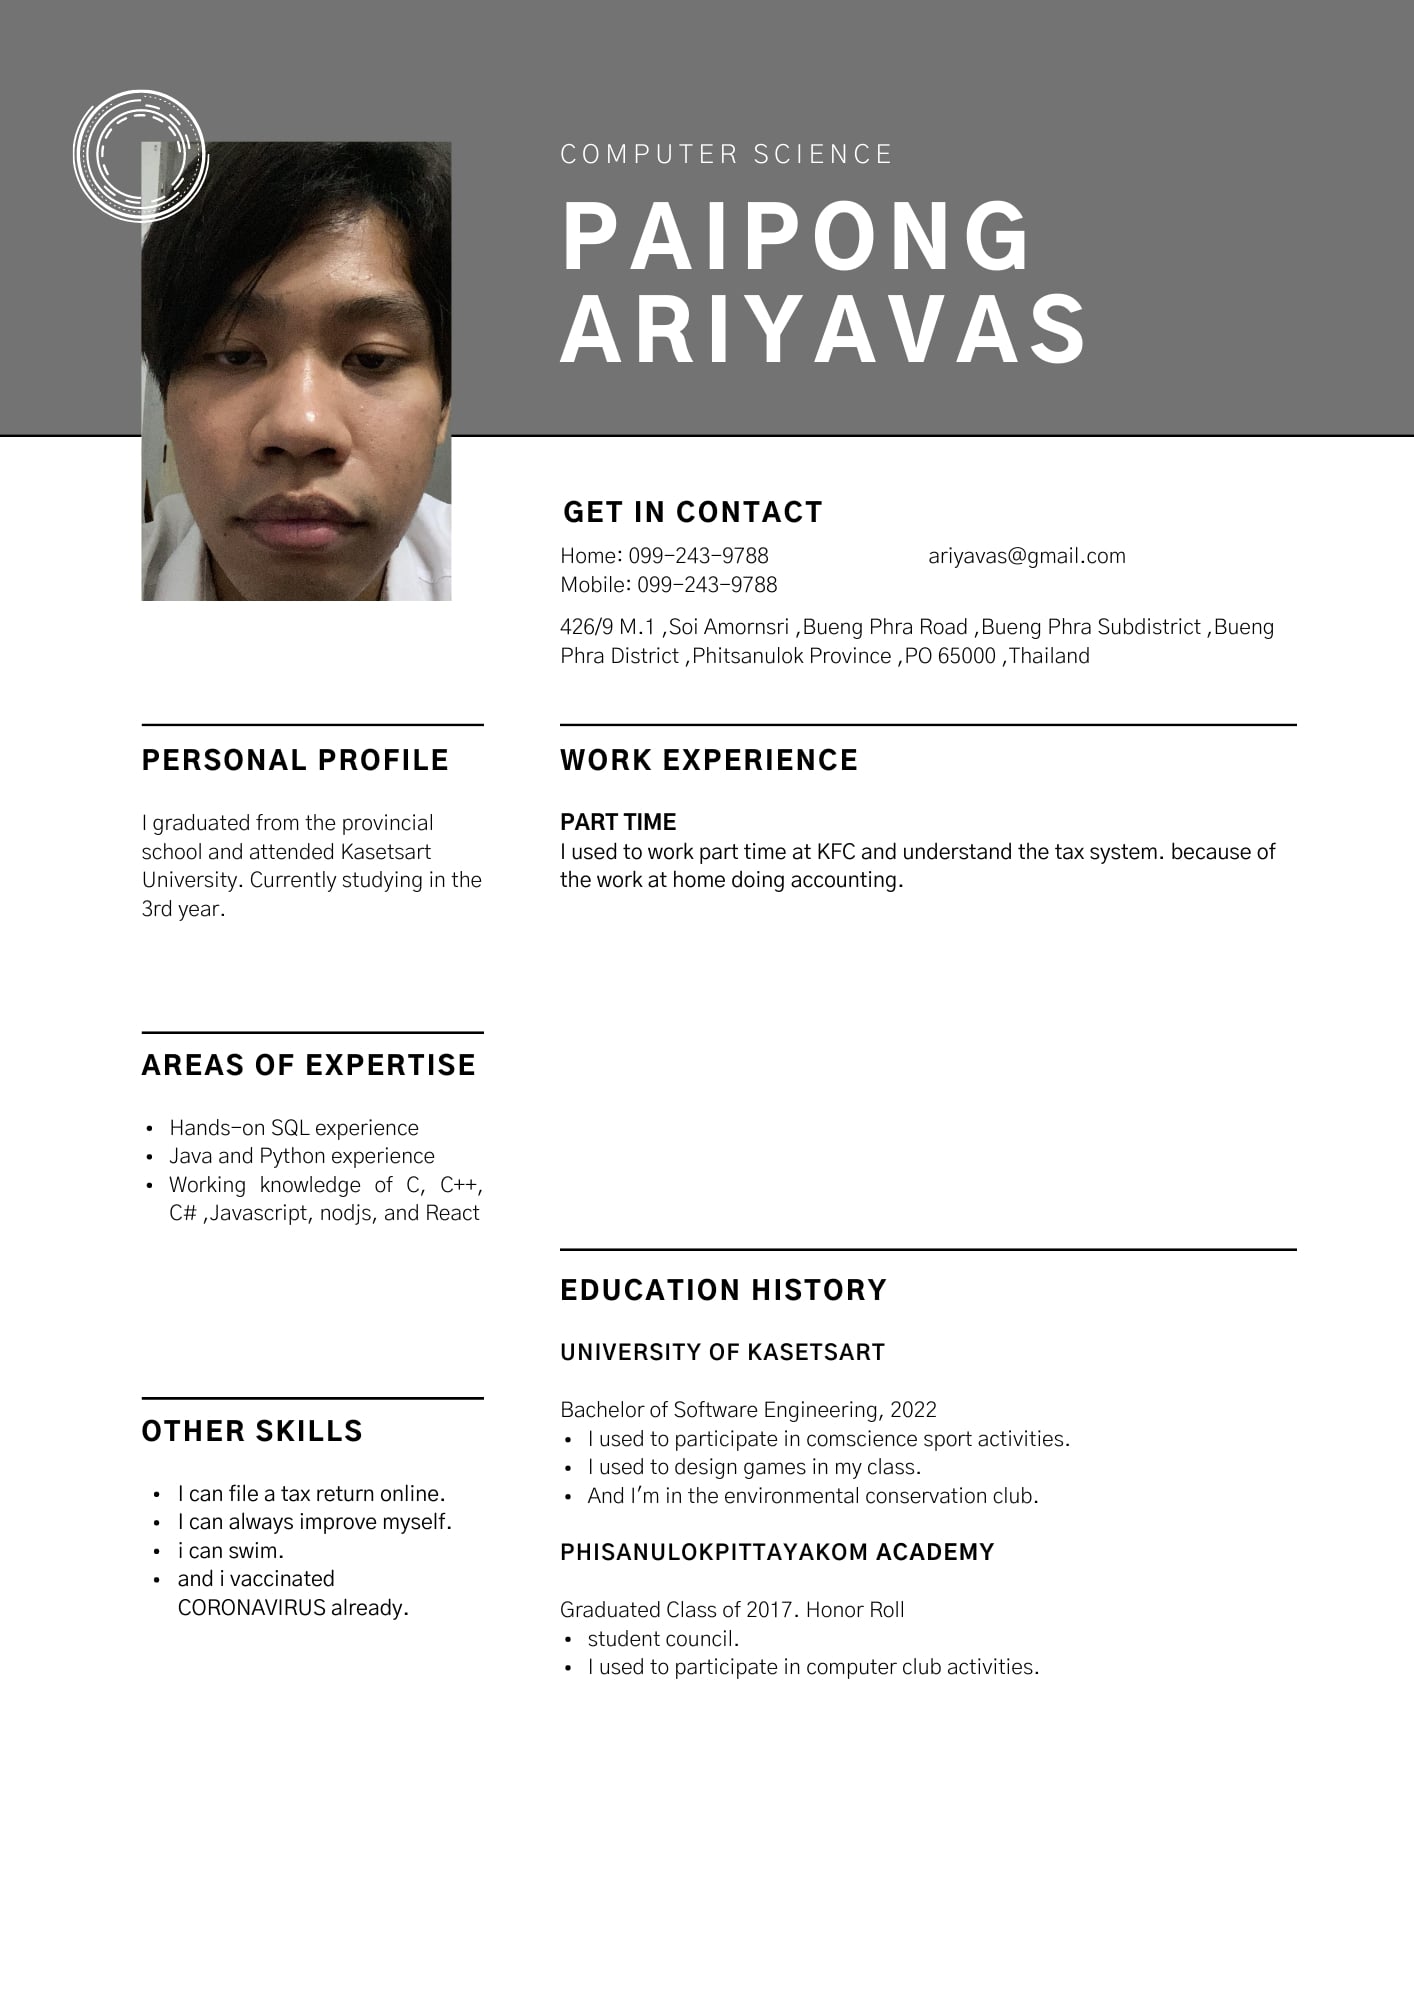 COMPUTER SCIENCE
PAIPONG
ARIYAVAS
GET IN CONTACT
Home: 099-243-9788
Mobile: 099-243-9788
ariyavas@gmail.com
426/9 M.1 ,Soi Amornsri ,Bueng Phra Road ,Bueng Phra Subdistrict ,Bueng
Phra District ,Phitsanulok Province ,PO 65000 ,Thailand
PERSONAL PROFILE
I graduated from the provincial
school and attended Kasetsart
University. Currently studying in the
3rd year.
AREAS OF EXPERTISE
• Hands-on SQL experience
• Java and Python experience
• Working knowledge of C, C++,
C# ,Javascript, nodjs, and React
OTHER SKILLS
• I can file a tax return online.
• I can always improve myself.
• i can swim.
• and i vaccinated
CORONAVIRUS already.
WORK EXPERIENCE
PART TIME
I used to work part time at KFC and understand the tax system. because of
the work at home doing accounting.
EDUCATION HISTORY
UNIVERSITY OF KASETSART
Bachelor of Software Engineering, 2022
• I used to participate in comscience sport activities.
• I used to design games in my class.
• And I'm in the environmental conservation club.
PHISANULOKPITTAYAKOM ACADEMY
Graduated Class of 2017. Honor Roll
• student council.
• I used to participate in computer club activities.